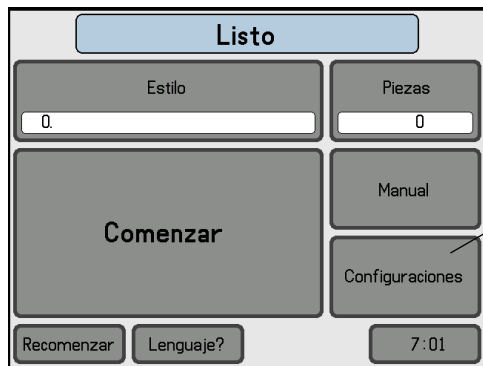 Listo
Estilo
Piezas
0.
0
Comenzar
Manual
Configuraciones
Recomenzar
Lenguaje?
7:01